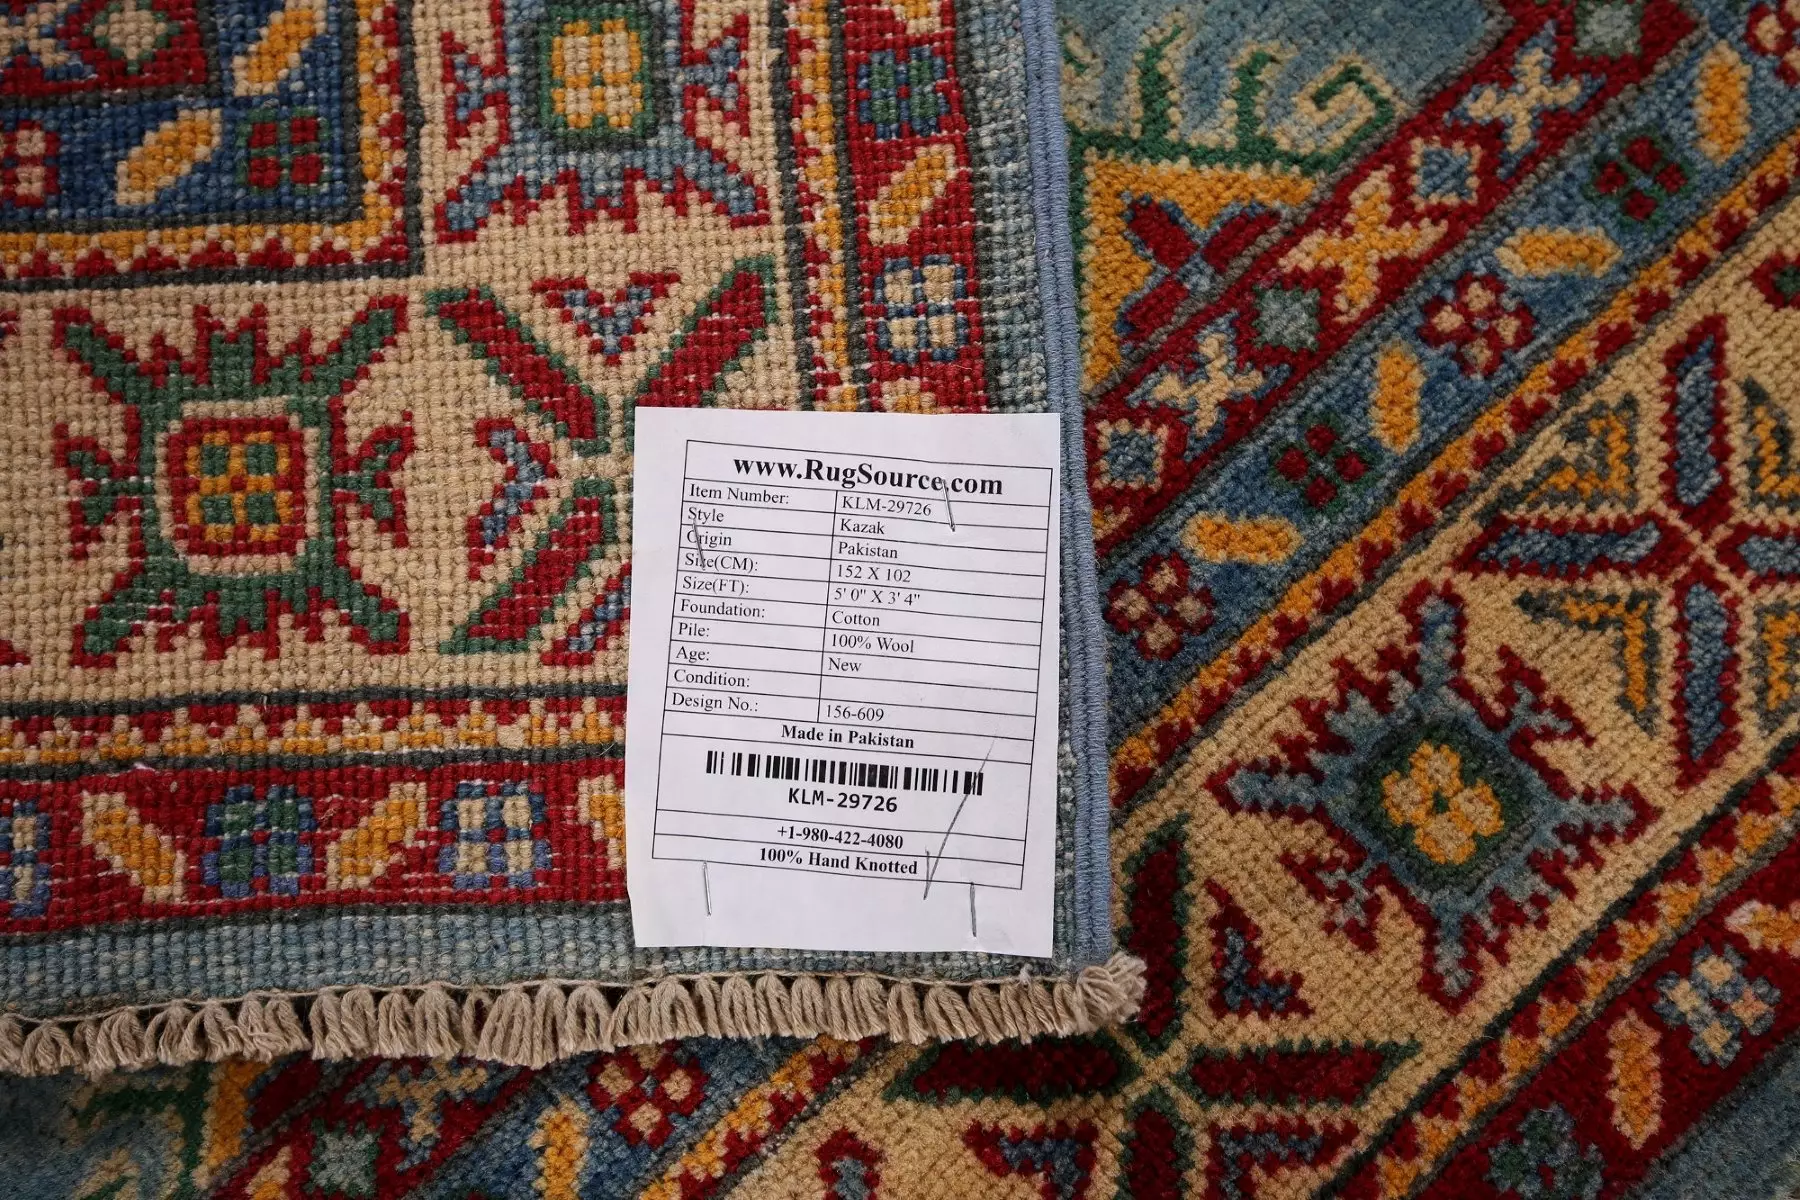 www.RugSource.com
Item Number: KLM-29726
Style Kazak
Origin Pakistan
Size(CM): 152 X 102
Size(FT): 5' 0" X 3' 4"
Foundation: Cotton
Pile: 100% Wool
Age: New
Condition:
Design No.: 156-609
Made in Pakistan
KLM-29726
+1-980-422-4080
100% Hand Knotted